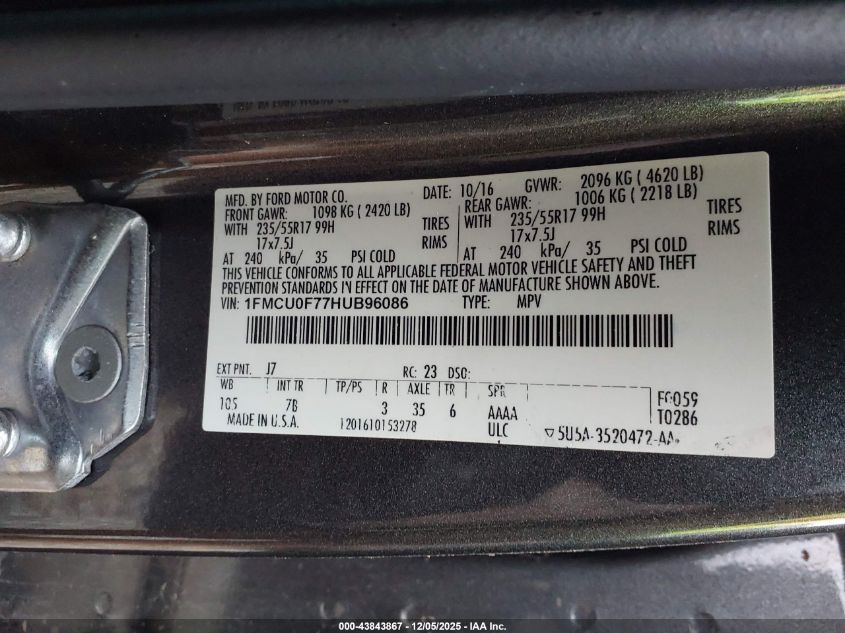 MFD. BY FORD MOTOR CO. DATE: 10/16 GVWR: 2096 KG ( 4620 LB)
FRONT GAWR: 1098 KG ( 2420 LB) REAR GAWR: 1006 KG ( 2218 LB)
WITH 235/55R17 99H TIRES WITH 235/55R17 99H TIRES
17x7.5J RIMS 17x7.5J RIMS
AT 240 kPa/ 35 PSI COLD AT 240 kPa/ 35 PSI COLD
THIS VEHICLE CONFORMS TO ALL APPLICABLE FEDERAL MOTOR VEHICLE SAFETY AND THEFT
PREVENTION STANDARDS IN EFFECT ON THE DATE OF MANUFACTURE SHOWN ABOVE.
VIN: 1FMCU0F77HUB96086 TYPE: MPV
EXT PNT. J7 RC: 23 DSO:
WB INT TR TP/PS R AXLE TR SPR
105 7B 3 35 6 AAAA
MADE IN U.S.A. 1201610153278 ULC
F0059
T0286
▽5U5A-3520472-AA
000-43843867 • 12/05/2025 • IAA Inc.